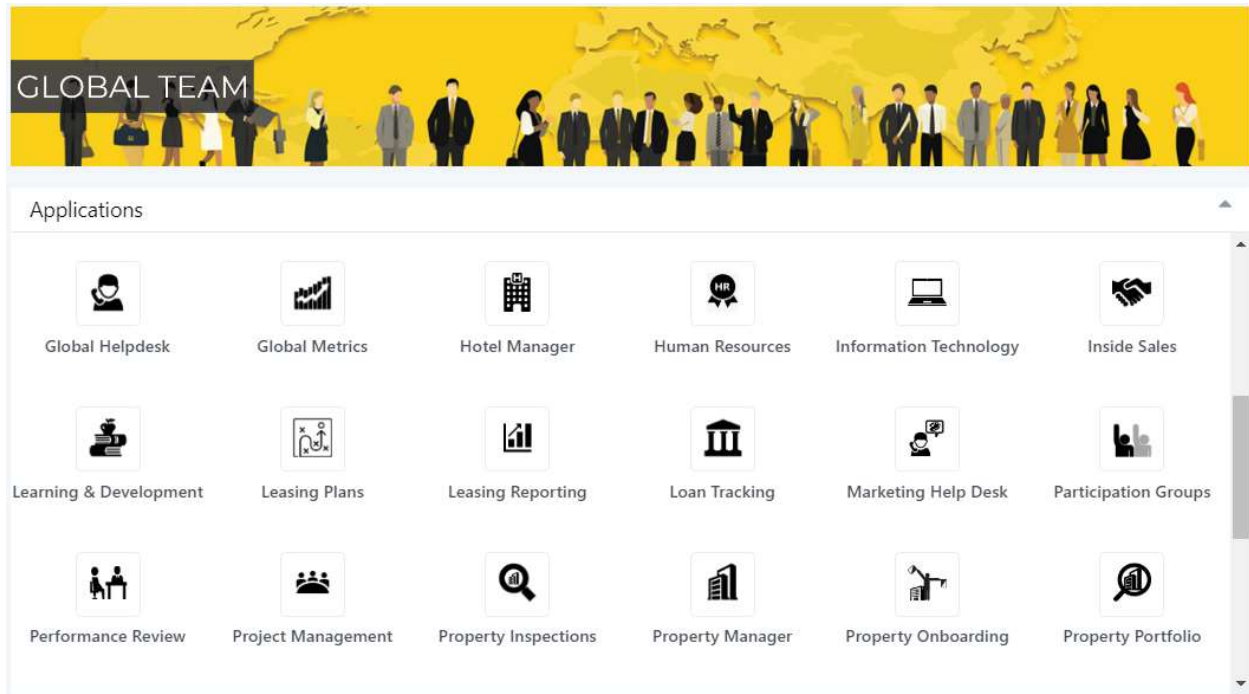 GLOBAL TEAM
Applications
H
HR
Global Helpdesk Global Metrics Hotel Manager Human Resources Information Technology Inside Sales
Learning & Development Leasing Plans Leasing Reporting Loan Tracking Marketing Help Desk Participation Groups
Performance Review Project Management Property Inspections Property Manager Property Onboarding Property Portfolio